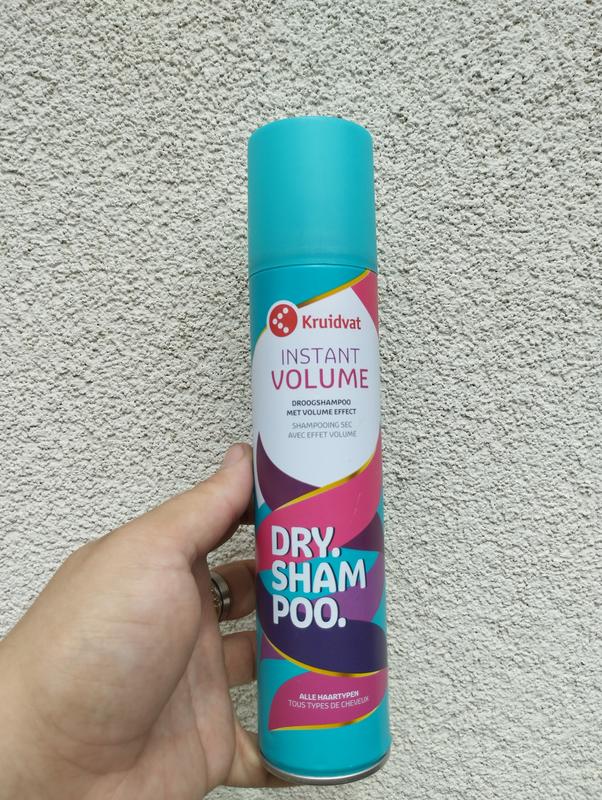 Kruidvat
INSTANT
VOLUME
DROOGSHAMPOO
MET VOLUME EFFECT
SHAMPOOING SEC
AVEC EFFET VOLUME
DRY.
SHAM
POO.
ALLE HAARTYPEN
TOUS TYPES DE CHEVEUX